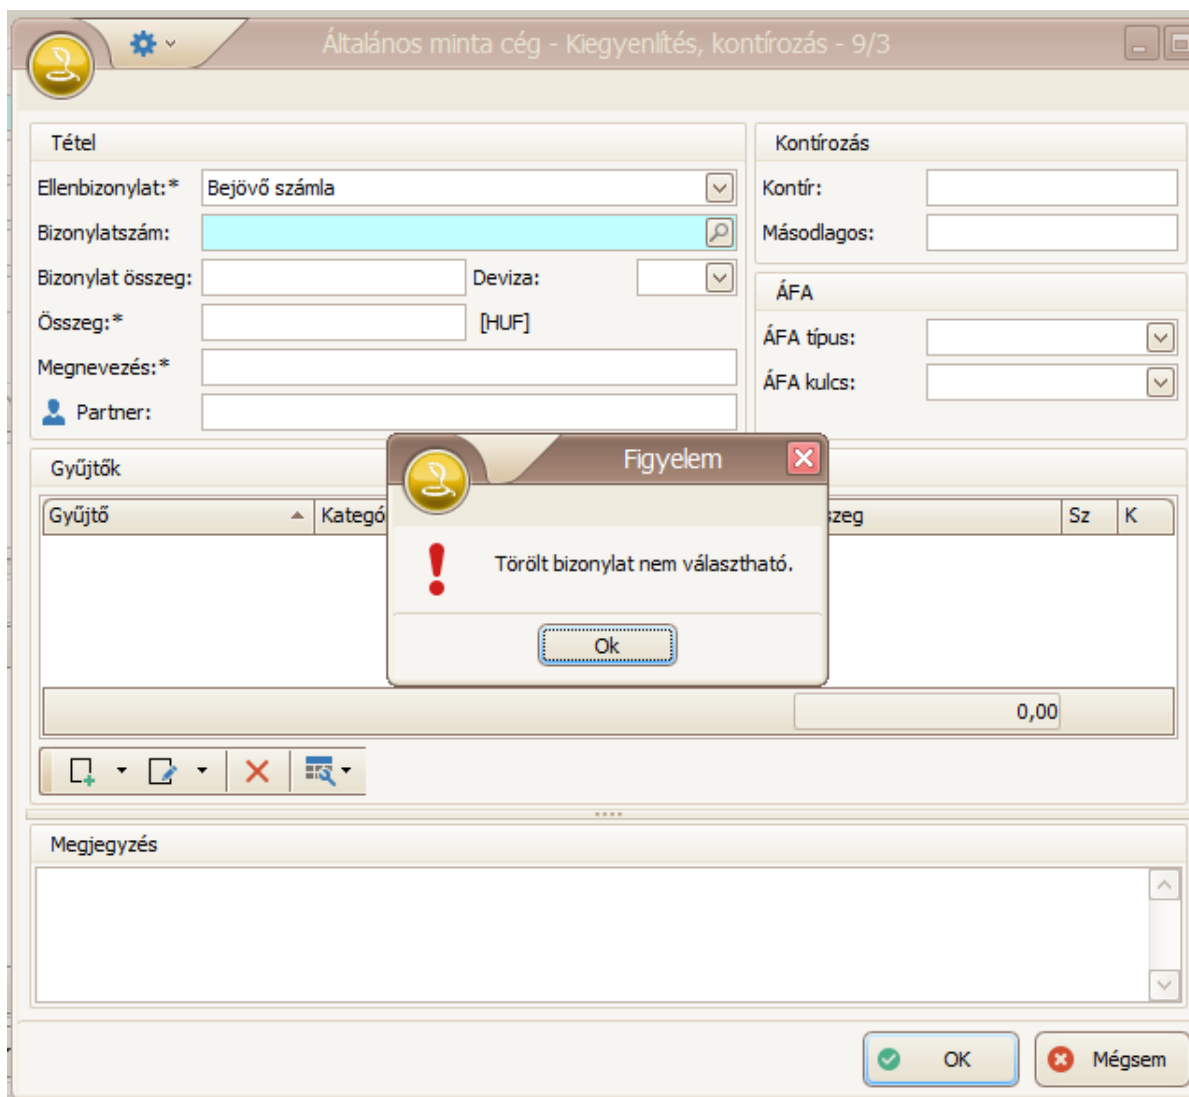 Általános minta cég - Kiegyenlítés, kontírozás - 9/3
Tétel
Ellenbizonylat:* Bejövő számla
Bizonylatszám:
Bizonylat összeg: Deviza:
Összeg:* [HUF]
Megnevezés:*
Partner:
Kontírozás
Kontír:
Másodlagos:
ÁFA
ÁFA típus:
ÁFA kulcs:
Gyűjtők
Gyűjtő Kategó szeg Sz K
Figyelem
Törölt bizonylat nem választható.
Ok
0,00
Megjegyzés
OK Mégsem